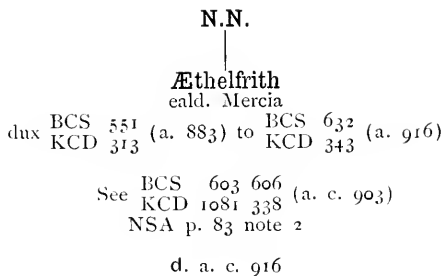 N.N.
Æthelfrith
eald. Mercia
dux BCS 551 (a. 883) to BCS 632 (a. 916)
KCD 313 KCD 343
See BCS 603 606 (a. c. 903)
KCD 1081 338
NSA p. 83 note 2
d. a. c. 916